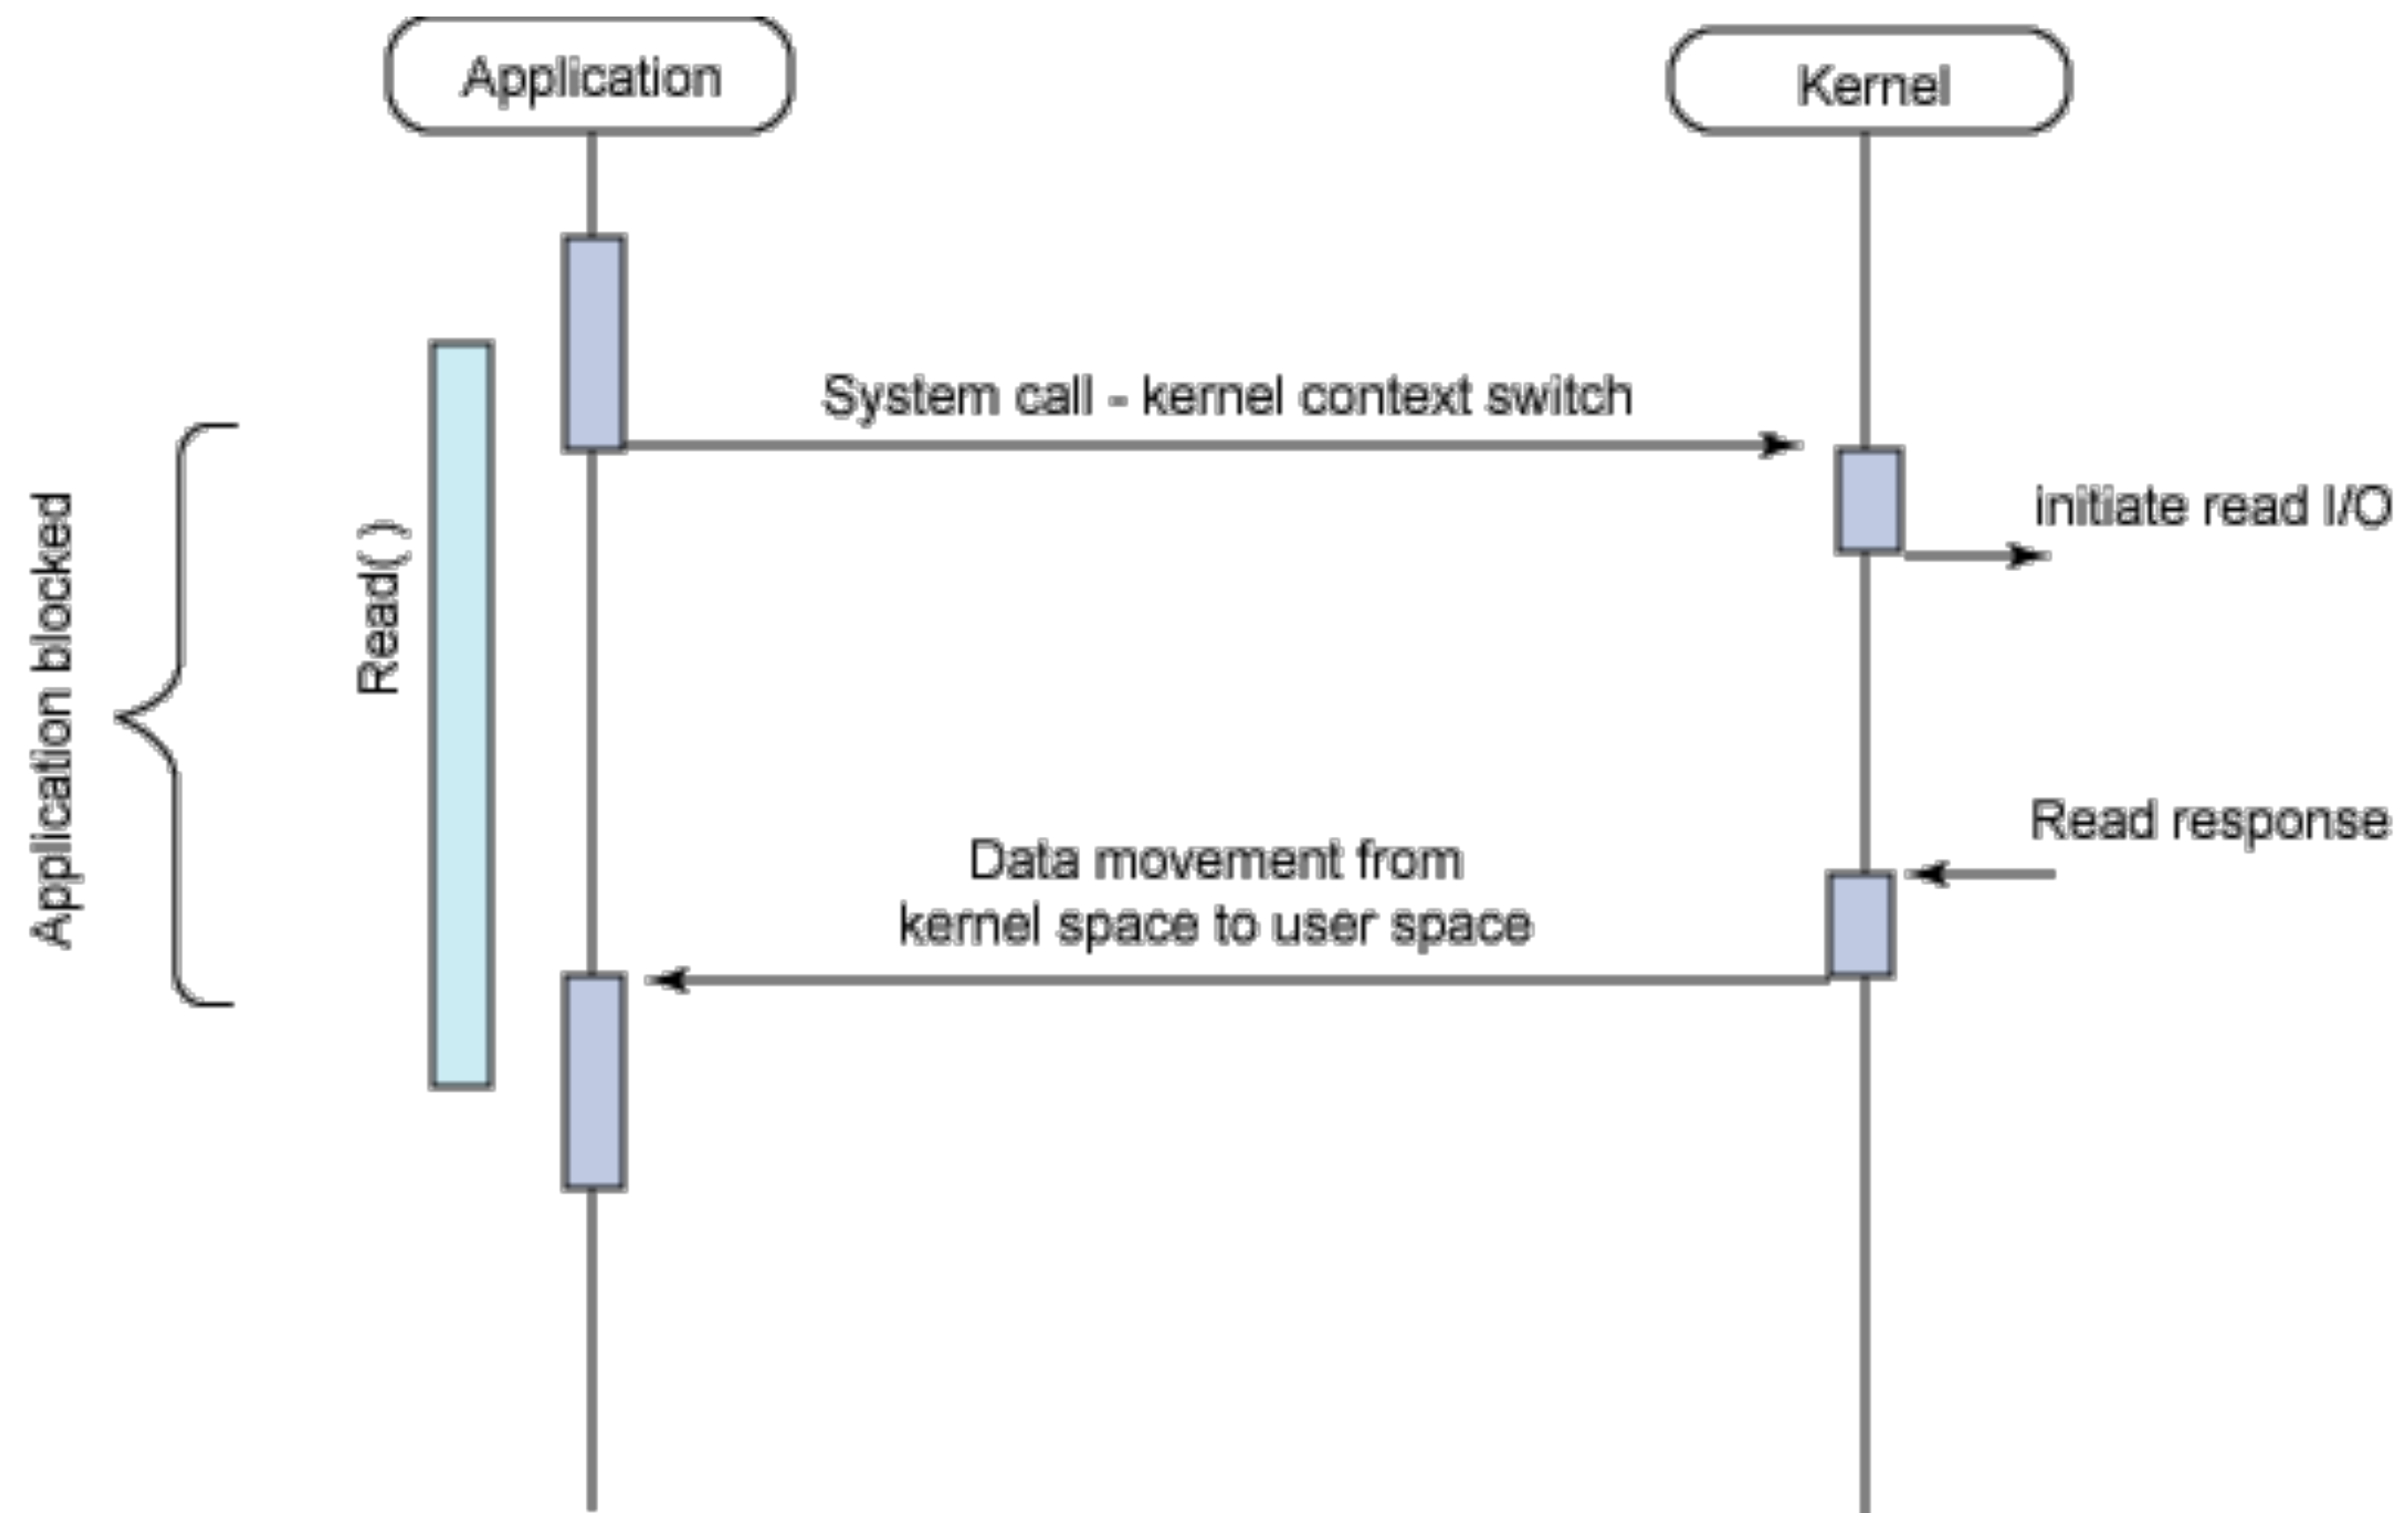 Application
Kernel
System call - kernel context switch
initiate read I/O
Read( )
Application blocked
Read response
Data movement from
kernel space to user space